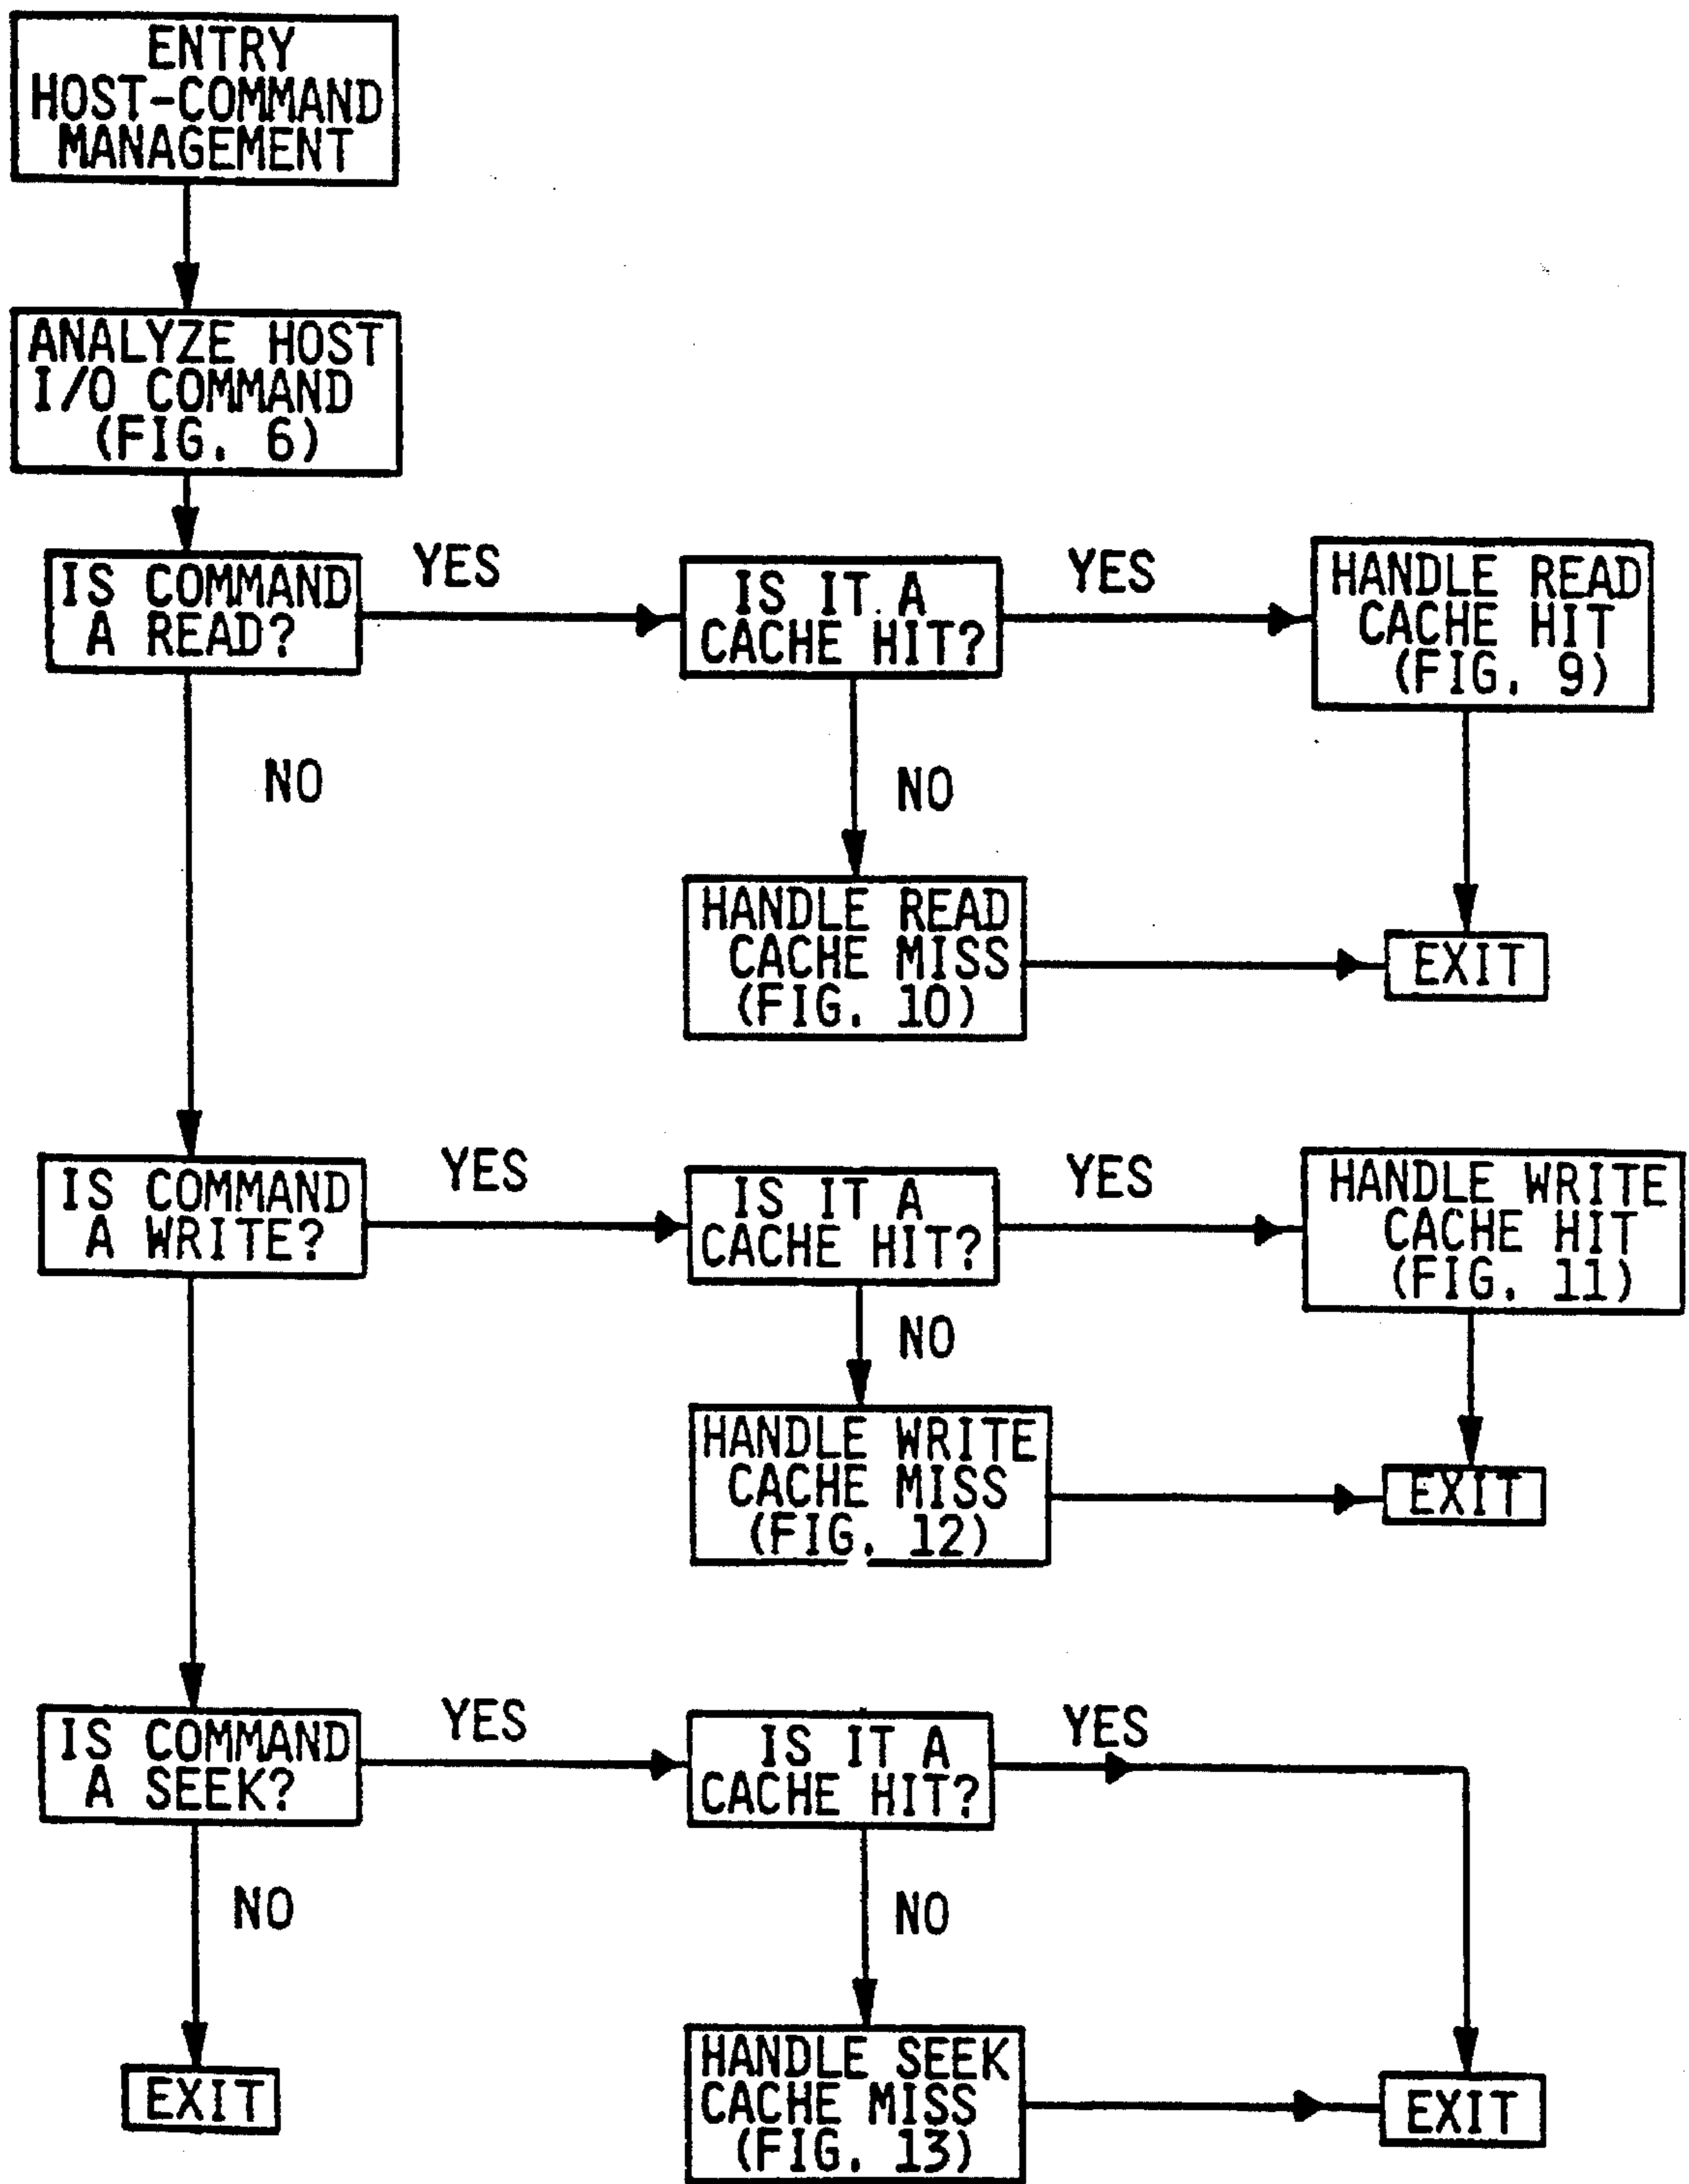 ENTRY
HOST-COMMAND
MANAGEMENT
ANALYZE HOST
I/O COMMAND
(FIG. 6)
IS COMMAND
A READ?
YES
IS IT A
CACHE HIT?
YES
HANDLE READ
CACHE HIT
(FIG. 9)
NO
NO
HANDLE READ
CACHE MISS
(FIG. 10)
EXIT
IS COMMAND
A WRITE?
YES
IS IT A
CACHE HIT?
YES
HANDLE WRITE
CACHE HIT
(FIG. 11)
NO
HANDLE WRITE
CACHE MISS
(FIG. 12)
EXIT
IS COMMAND
A SEEK?
YES
IS IT A
CACHE HIT?
YES
NO
NO
EXIT
HANDLE SEEK
CACHE MISS
(FIG. 13)
EXIT